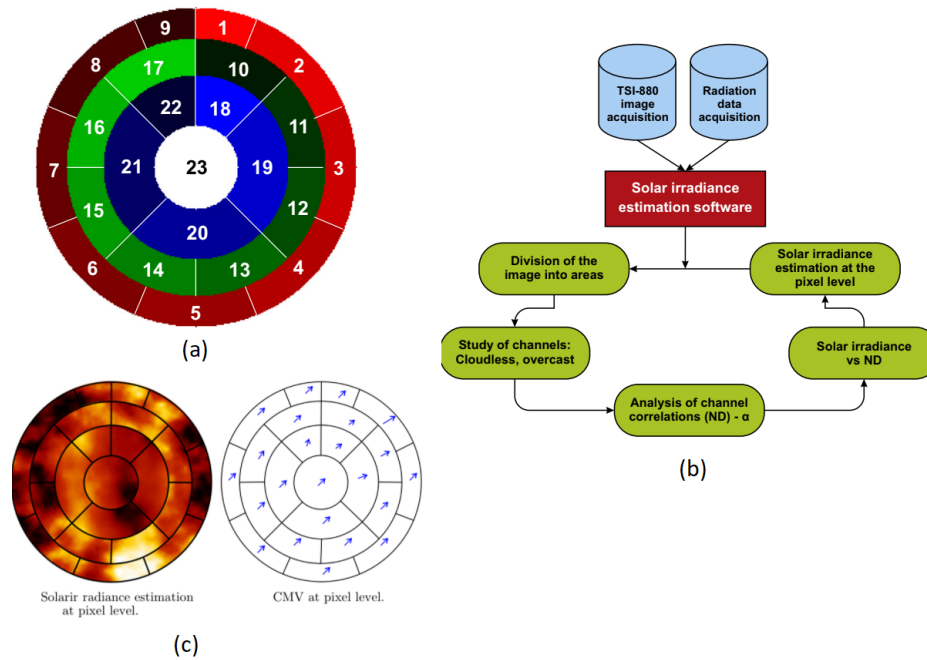 9 1
8 17 10 2
16 22 18 11
7 21 23 19 3
15 20 12
6 14 13 4
5
(a)
TSI-880
image
acquisition
Radiation
data
acquisition
Solar irradiance
estimation software
Division of the
image into areas
Solar irradiance
estimation at the
pixel level
Study of channels:
Cloudless, overcast
Solar irradiance
vs ND
Analysis of channel
correlations (ND) - α
(b)
Solarir radiance estimation
at pixel level.
CMV at pixel level.
(c)